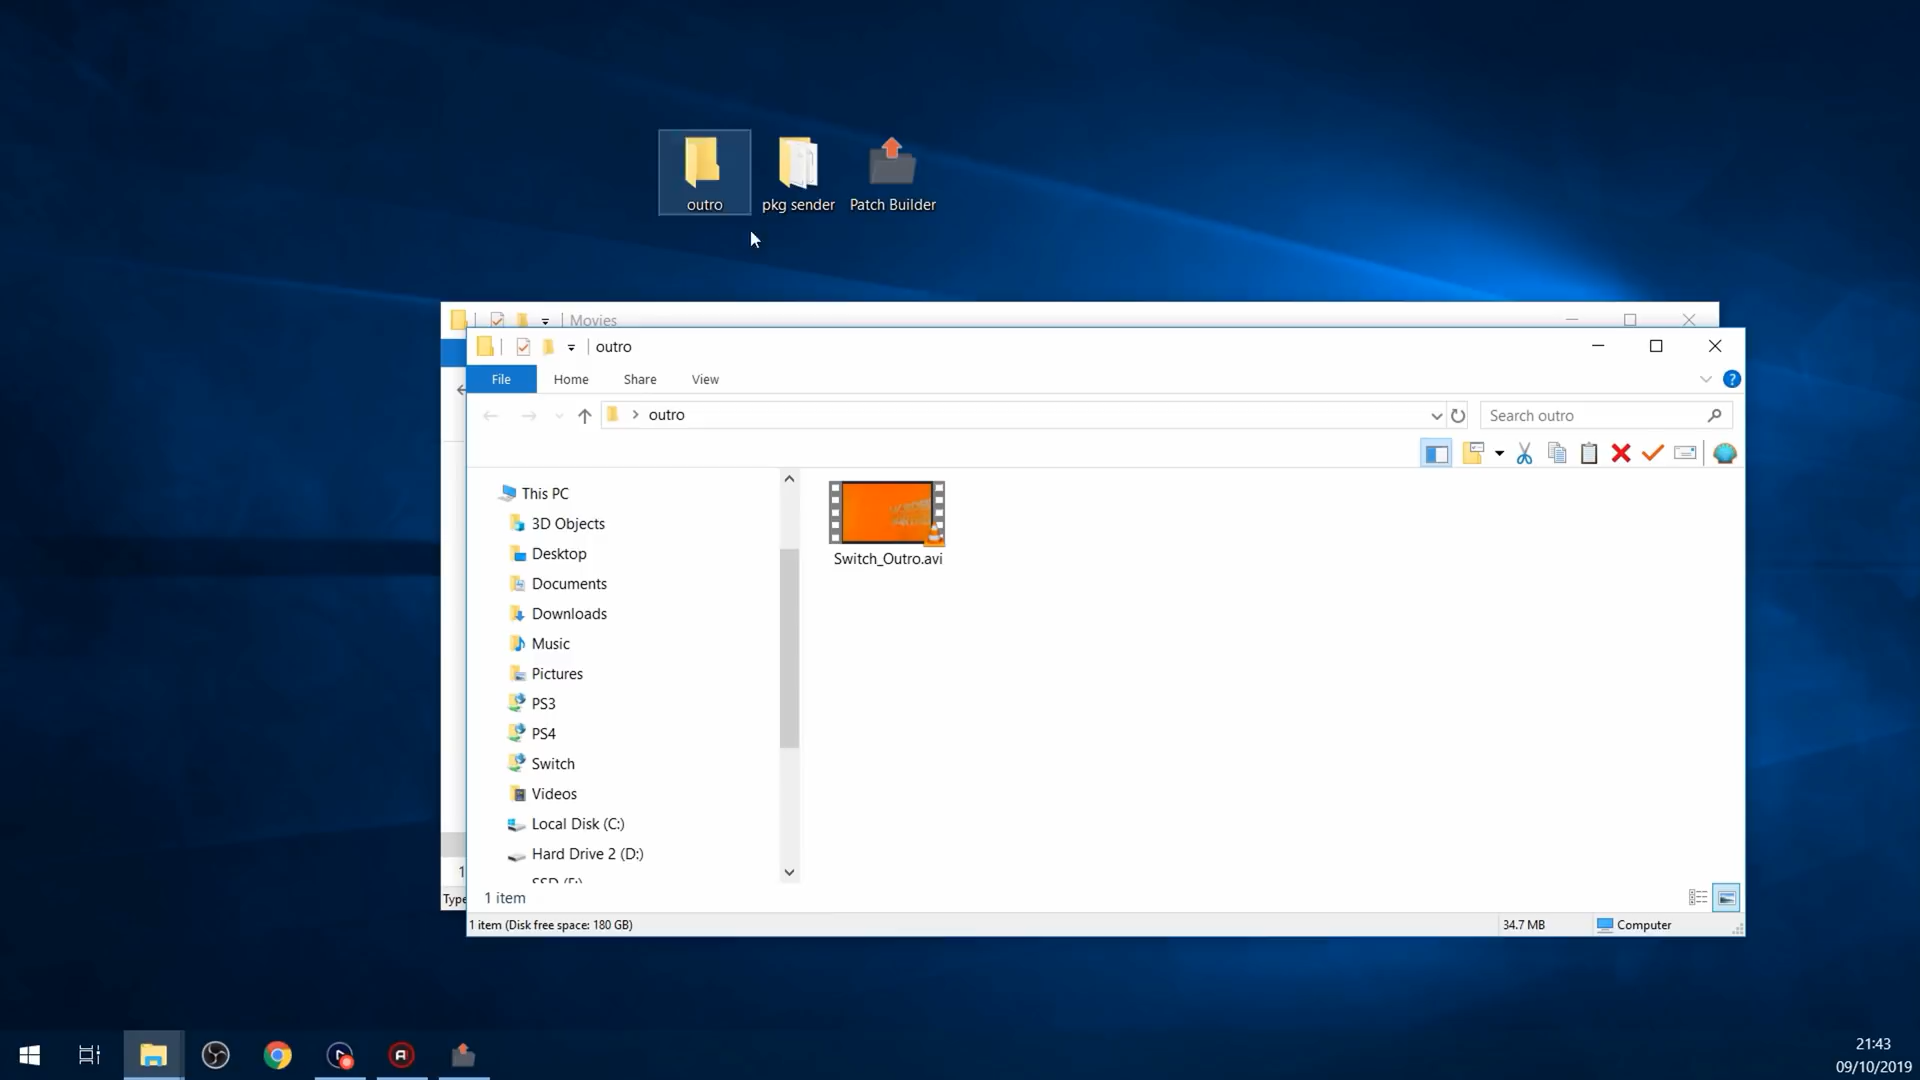 outro
pkg sender
Patch Builder
Movies
outro
File
Home
Share
View
?
outro
Search outro
This PC
3D Objects
Desktop
Documents
Downloads
Music
Pictures
PS3
PS4
Switch
Videos
Local Disk (C:)
Hard Drive 2 (D:)
Switch_Outro.avi
1
1 item
Type
1 item (Disk free space: 180 GB)
34.7 MB
Computer
21:43
09/10/2019